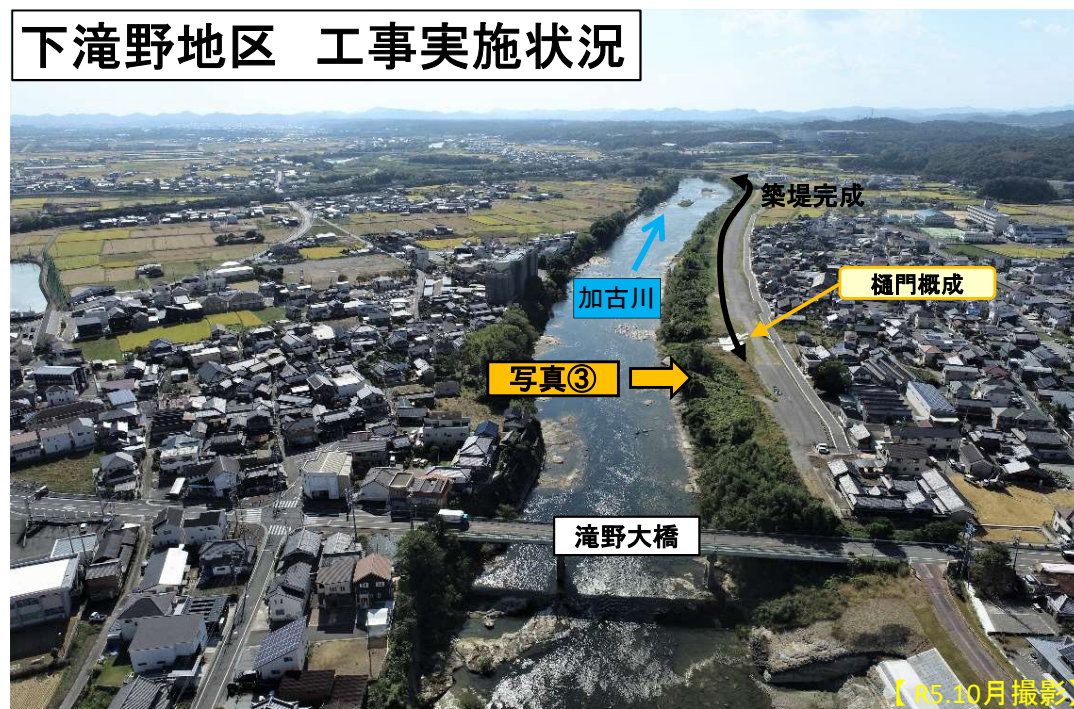 下滝野地区 工事実施状況
築堤完成
樋門概成
加古川
写真③
滝野大橋
【 R5.10月撮影】